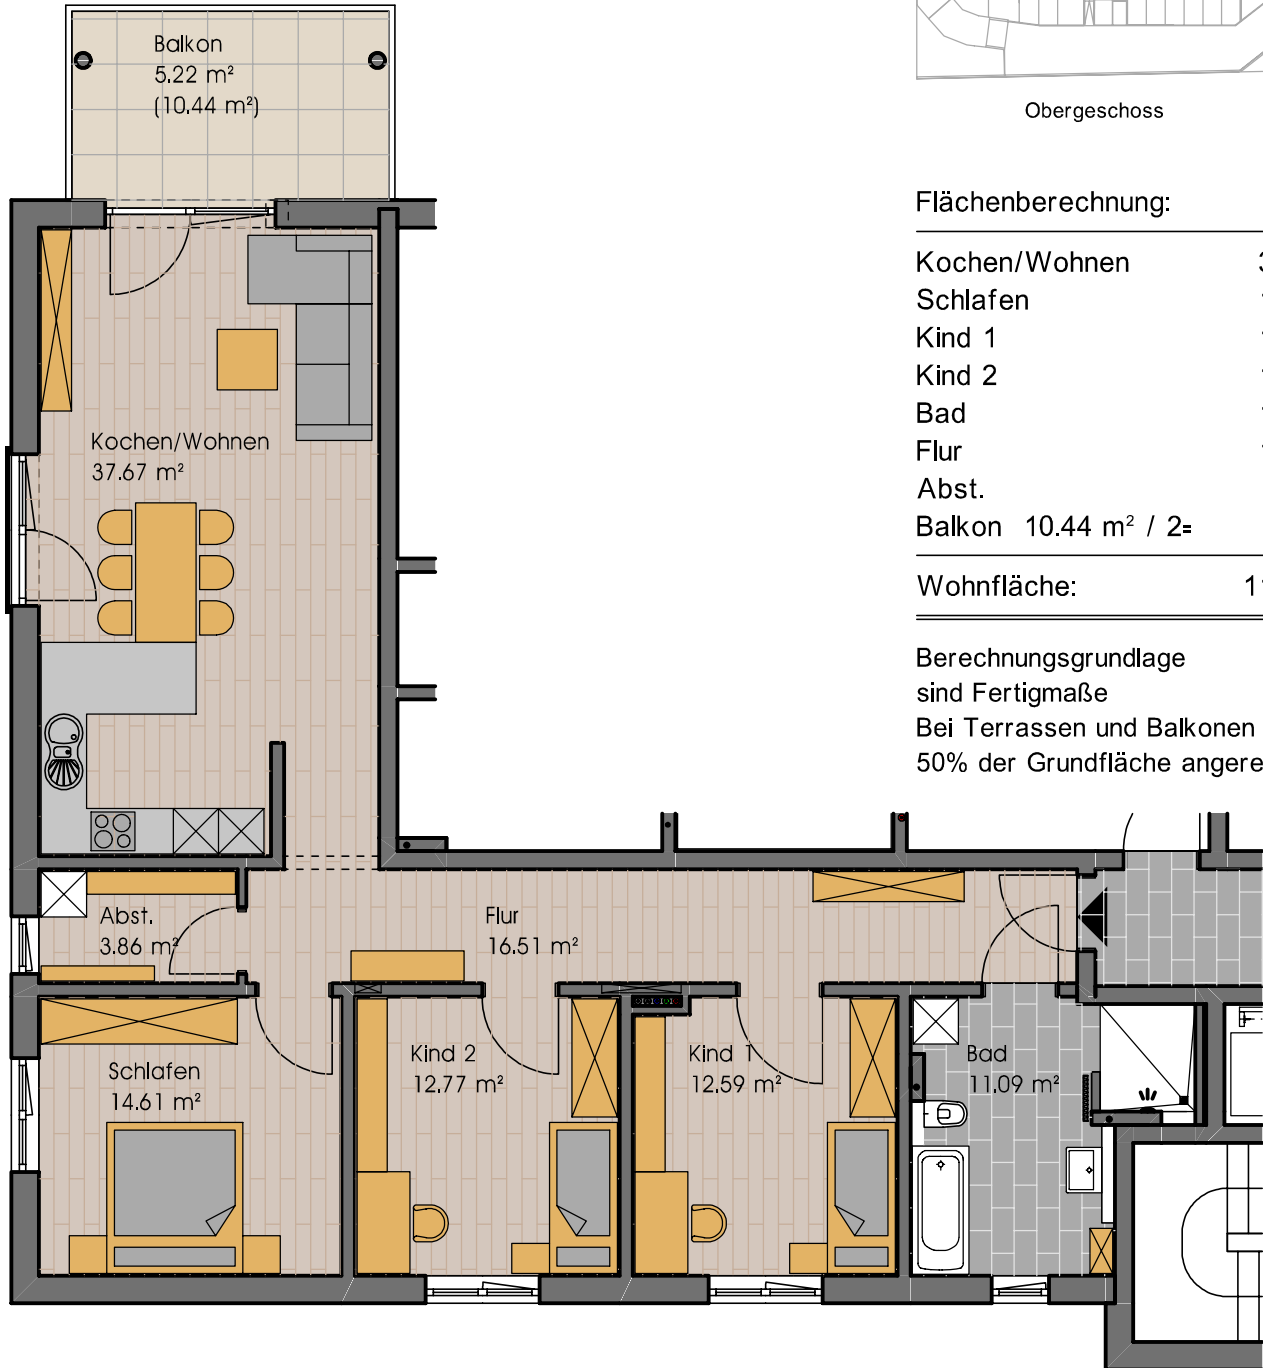 Balkon
5.22 m²
(10.44 m²)
Obergeschoss
Flächenberechnung:
Kochen/Wohnen 3
Schlafen
Kind 1
Kind 2
Bad
Flur
Abst.
Balkon 10.44 m² / 2=
Wohnfläche: 11
Berechnungsgrundlage
sind Fertigmaße
Bei Terrassen und Balkonen
50% der Grundfläche angere
Kochen/Wohnen
37.67 m²
Abst.
3.86 m²
Flur
16.51 m²
Schlafen
14.61 m²
Kind 2
12.77 m²
Kind 1
12.59 m²
Bad
11.09 m²